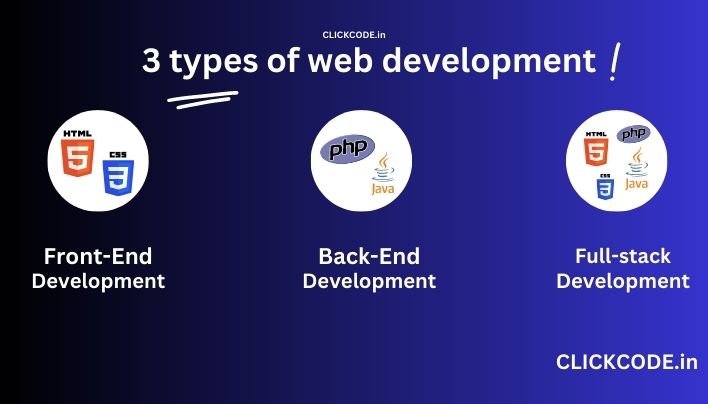 CLICKCODE.in
3 types of web development !
HTML
5
CSS
3
php
Java
HTML
5
CSS
3
php
Java
Front-End
Development
Back-End
Development
Full-stack
Development
CLICKCODE.in